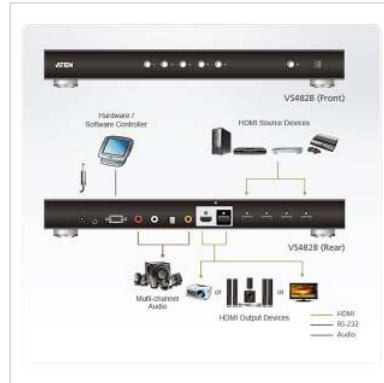 ATEN
VS482B (Front)
Hardware /
Software Controller
HDMI Source Devices
VS482B (Rear)
Multi-channel
Audio
or
or
HDMI Output Devices
HDMI
RS-232
Audio